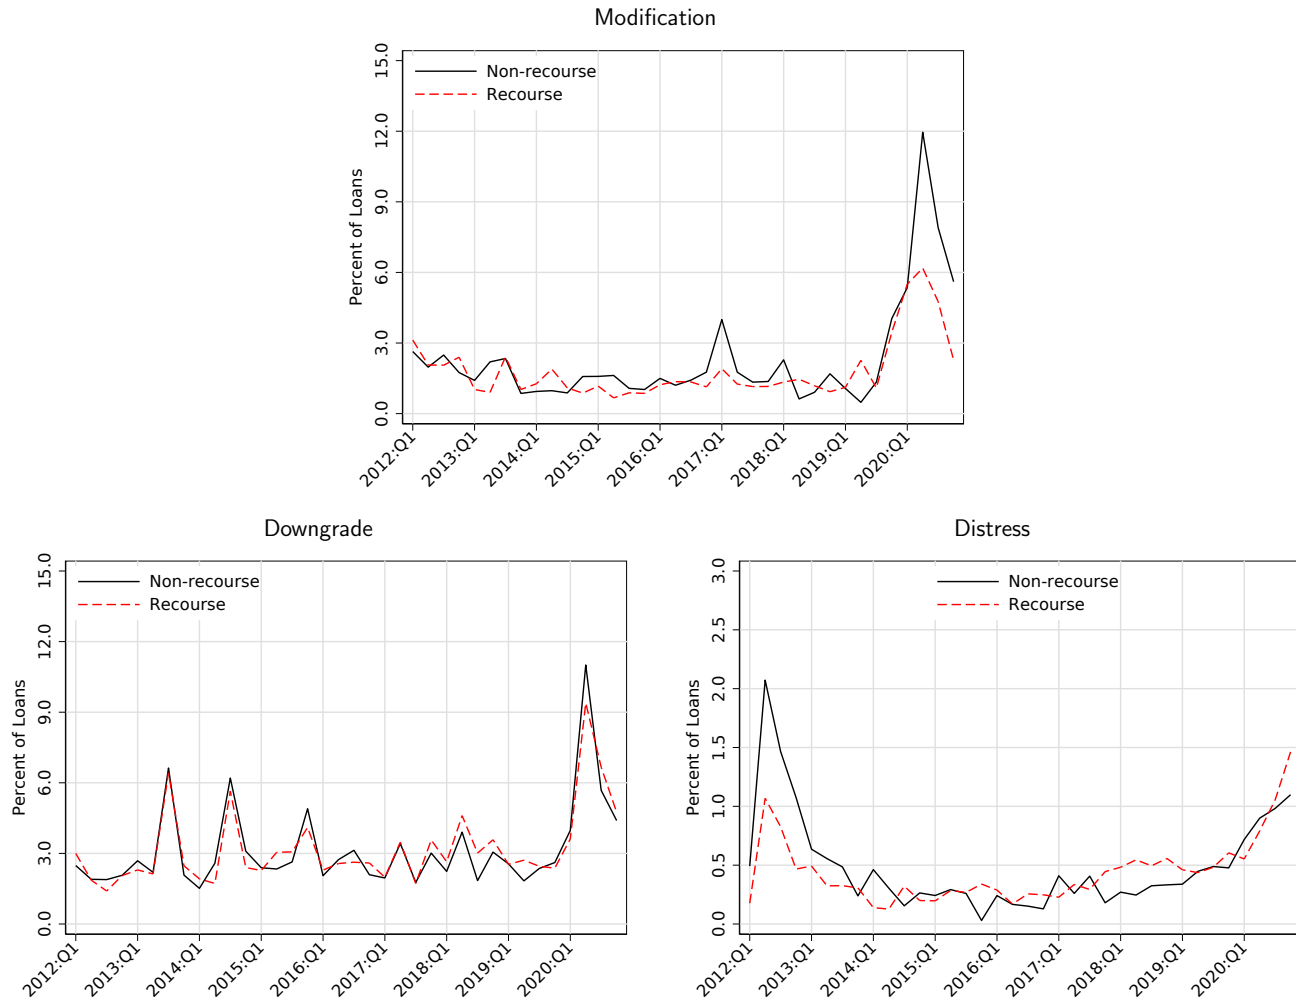 Modification
Non-recourse
Recourse
Percent of Loans
15.0
12.0
9.0
6.0
3.0
0.0
2012:Q1
2013:Q1
2014:Q1
2015:Q1
2016:Q1
2017:Q1
2018:Q1
2019:Q1
2020:Q1
Downgrade
Non-recourse
Recourse
Percent of Loans
15.0
12.0
9.0
6.0
3.0
0.0
2012:Q1
2013:Q1
2014:Q1
2015:Q1
2016:Q1
2017:Q1
2018:Q1
2019:Q1
2020:Q1
Distress
Non-recourse
Recourse
Percent of Loans
3.0
2.5
2.0
1.5
1.0
0.5
0.0
2012:Q1
2013:Q1
2014:Q1
2015:Q1
2016:Q1
2017:Q1
2018:Q1
2019:Q1
2020:Q1